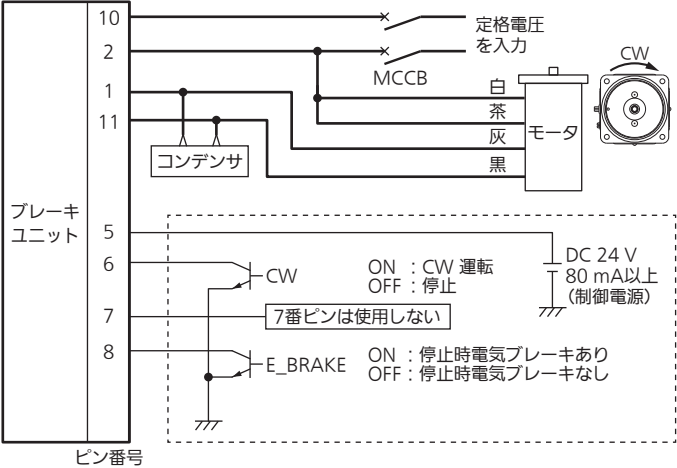 10
定格電圧
を入力
2
MCCB
CW
1
白
茶
11
灰
モータ
黒
コンデンサ
ブレーキ
ユニット
5
6
CW
ON ：CW 運転
OFF：停止
DC 24 V
80 mA以上
（制御電源）
7
7番ピンは使用しない
8
E_BRAKE
ON ：停止時電気ブレーキあり
OFF：停止時電気ブレーキなし
ピン番号